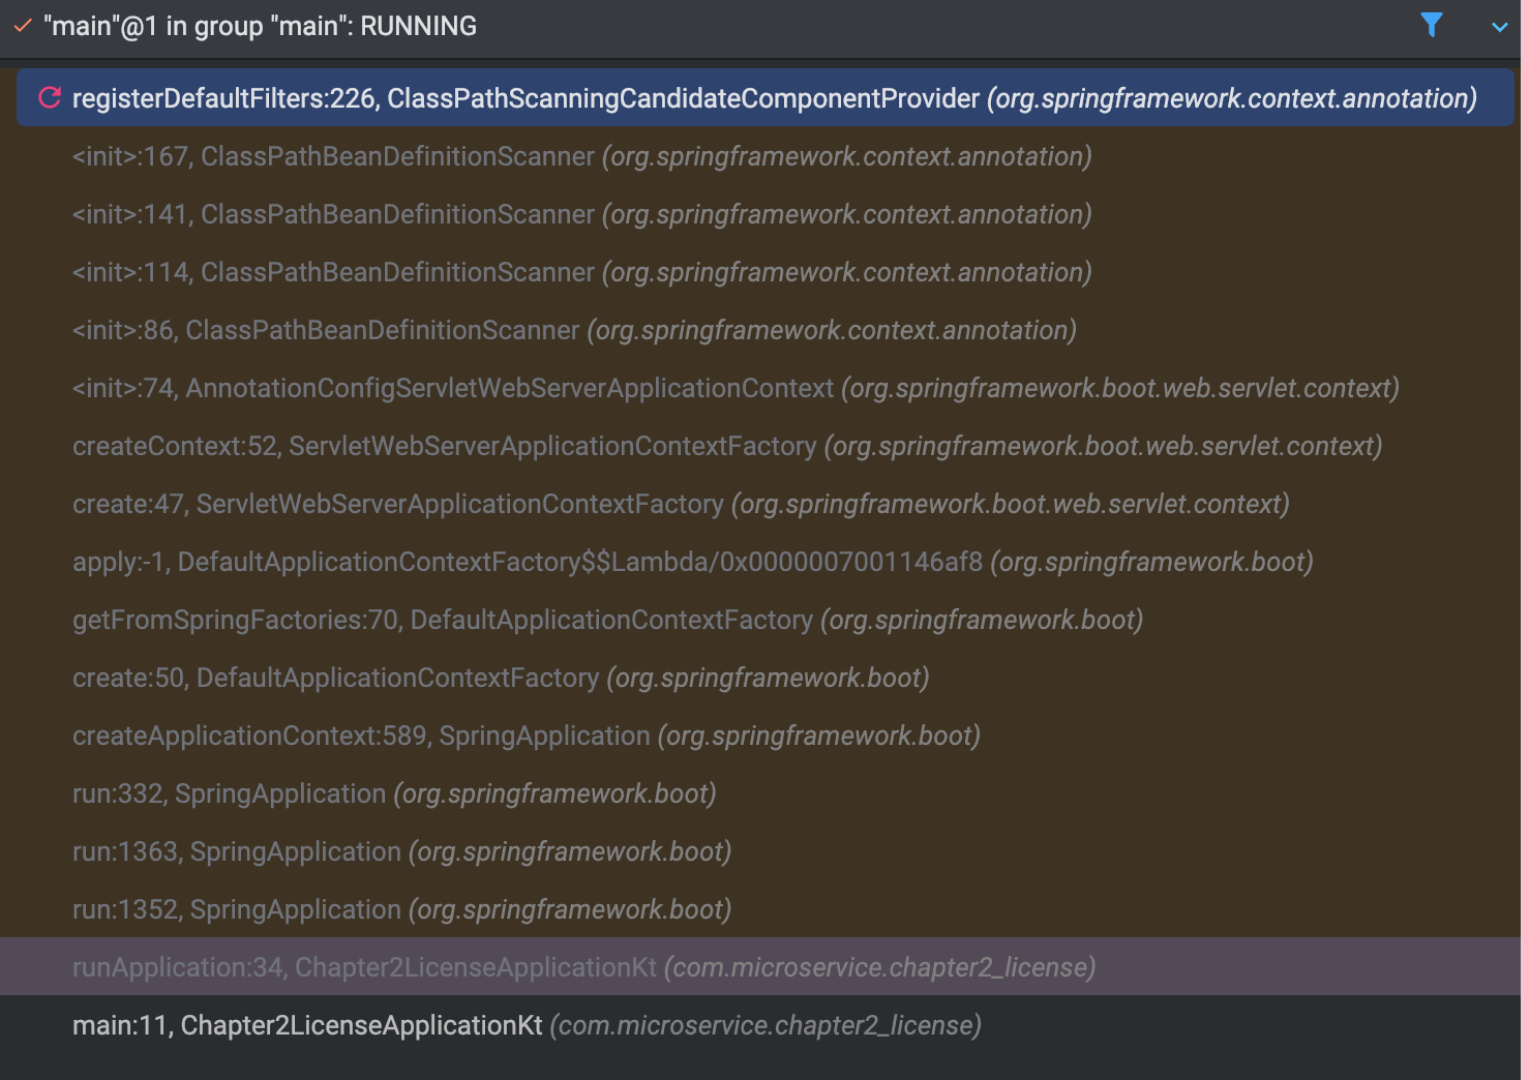 "main"@1 in group "main": RUNNING
registerDefaultFilters:226, ClassPathScanningCandidateComponentProvider (org.springframework.context.annotation)
<init>:167, ClassPathBeanDefinitionScanner (org.springframework.context.annotation)
<init>:141, ClassPathBeanDefinitionScanner (org.springframework.context.annotation)
<init>:114, ClassPathBeanDefinitionScanner (org.springframework.context.annotation)
<init>:86, ClassPathBeanDefinitionScanner (org.springframework.context.annotation)
<init>:74, AnnotationConfigServletWebServerApplicationContext (org.springframework.boot.web.servlet.context)
createContext:52, ServletWebServerApplicationContextFactory (org.springframework.boot.web.servlet.context)
create:47, ServletWebServerApplicationContextFactory (org.springframework.boot.web.servlet.context)
apply:-1, DefaultApplicationContextFactory$$Lambda/0x0000007001146af8 (org.springframework.boot)
getFromSpringFactories:70, DefaultApplicationContextFactory (org.springframework.boot)
create:50, DefaultApplicationContextFactory (org.springframework.boot)
createApplicationContext:589, SpringApplication (org.springframework.boot)
run:332, SpringApplication (org.springframework.boot)
run:1363, SpringApplication (org.springframework.boot)
run:1352, SpringApplication (org.springframework.boot)
runApplication:34, Chapter2LicenseApplicationKt (com.microservice.chapter2_license)
main:11, Chapter2LicenseApplicationKt (com.microservice.chapter2_license)